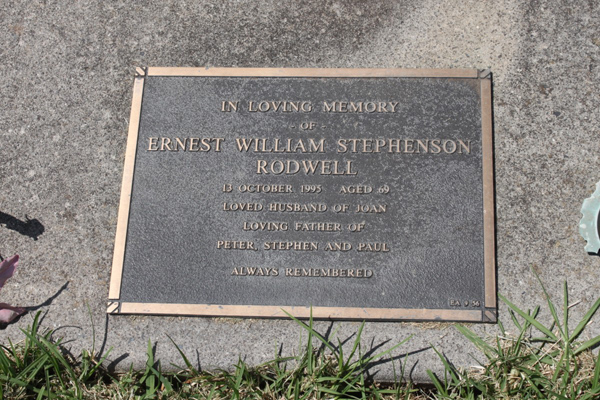 IN LOVING MEMORY
- OF -
ERNEST WILLIAM STEPHENSON
RODWELL
13 OCTOBER 1995 AGED 69
LOVED HUSBAND OF JOAN
LOVING FATHER OF
PETER, STEPHEN AND PAUL
ALWAYS REMEMBERED